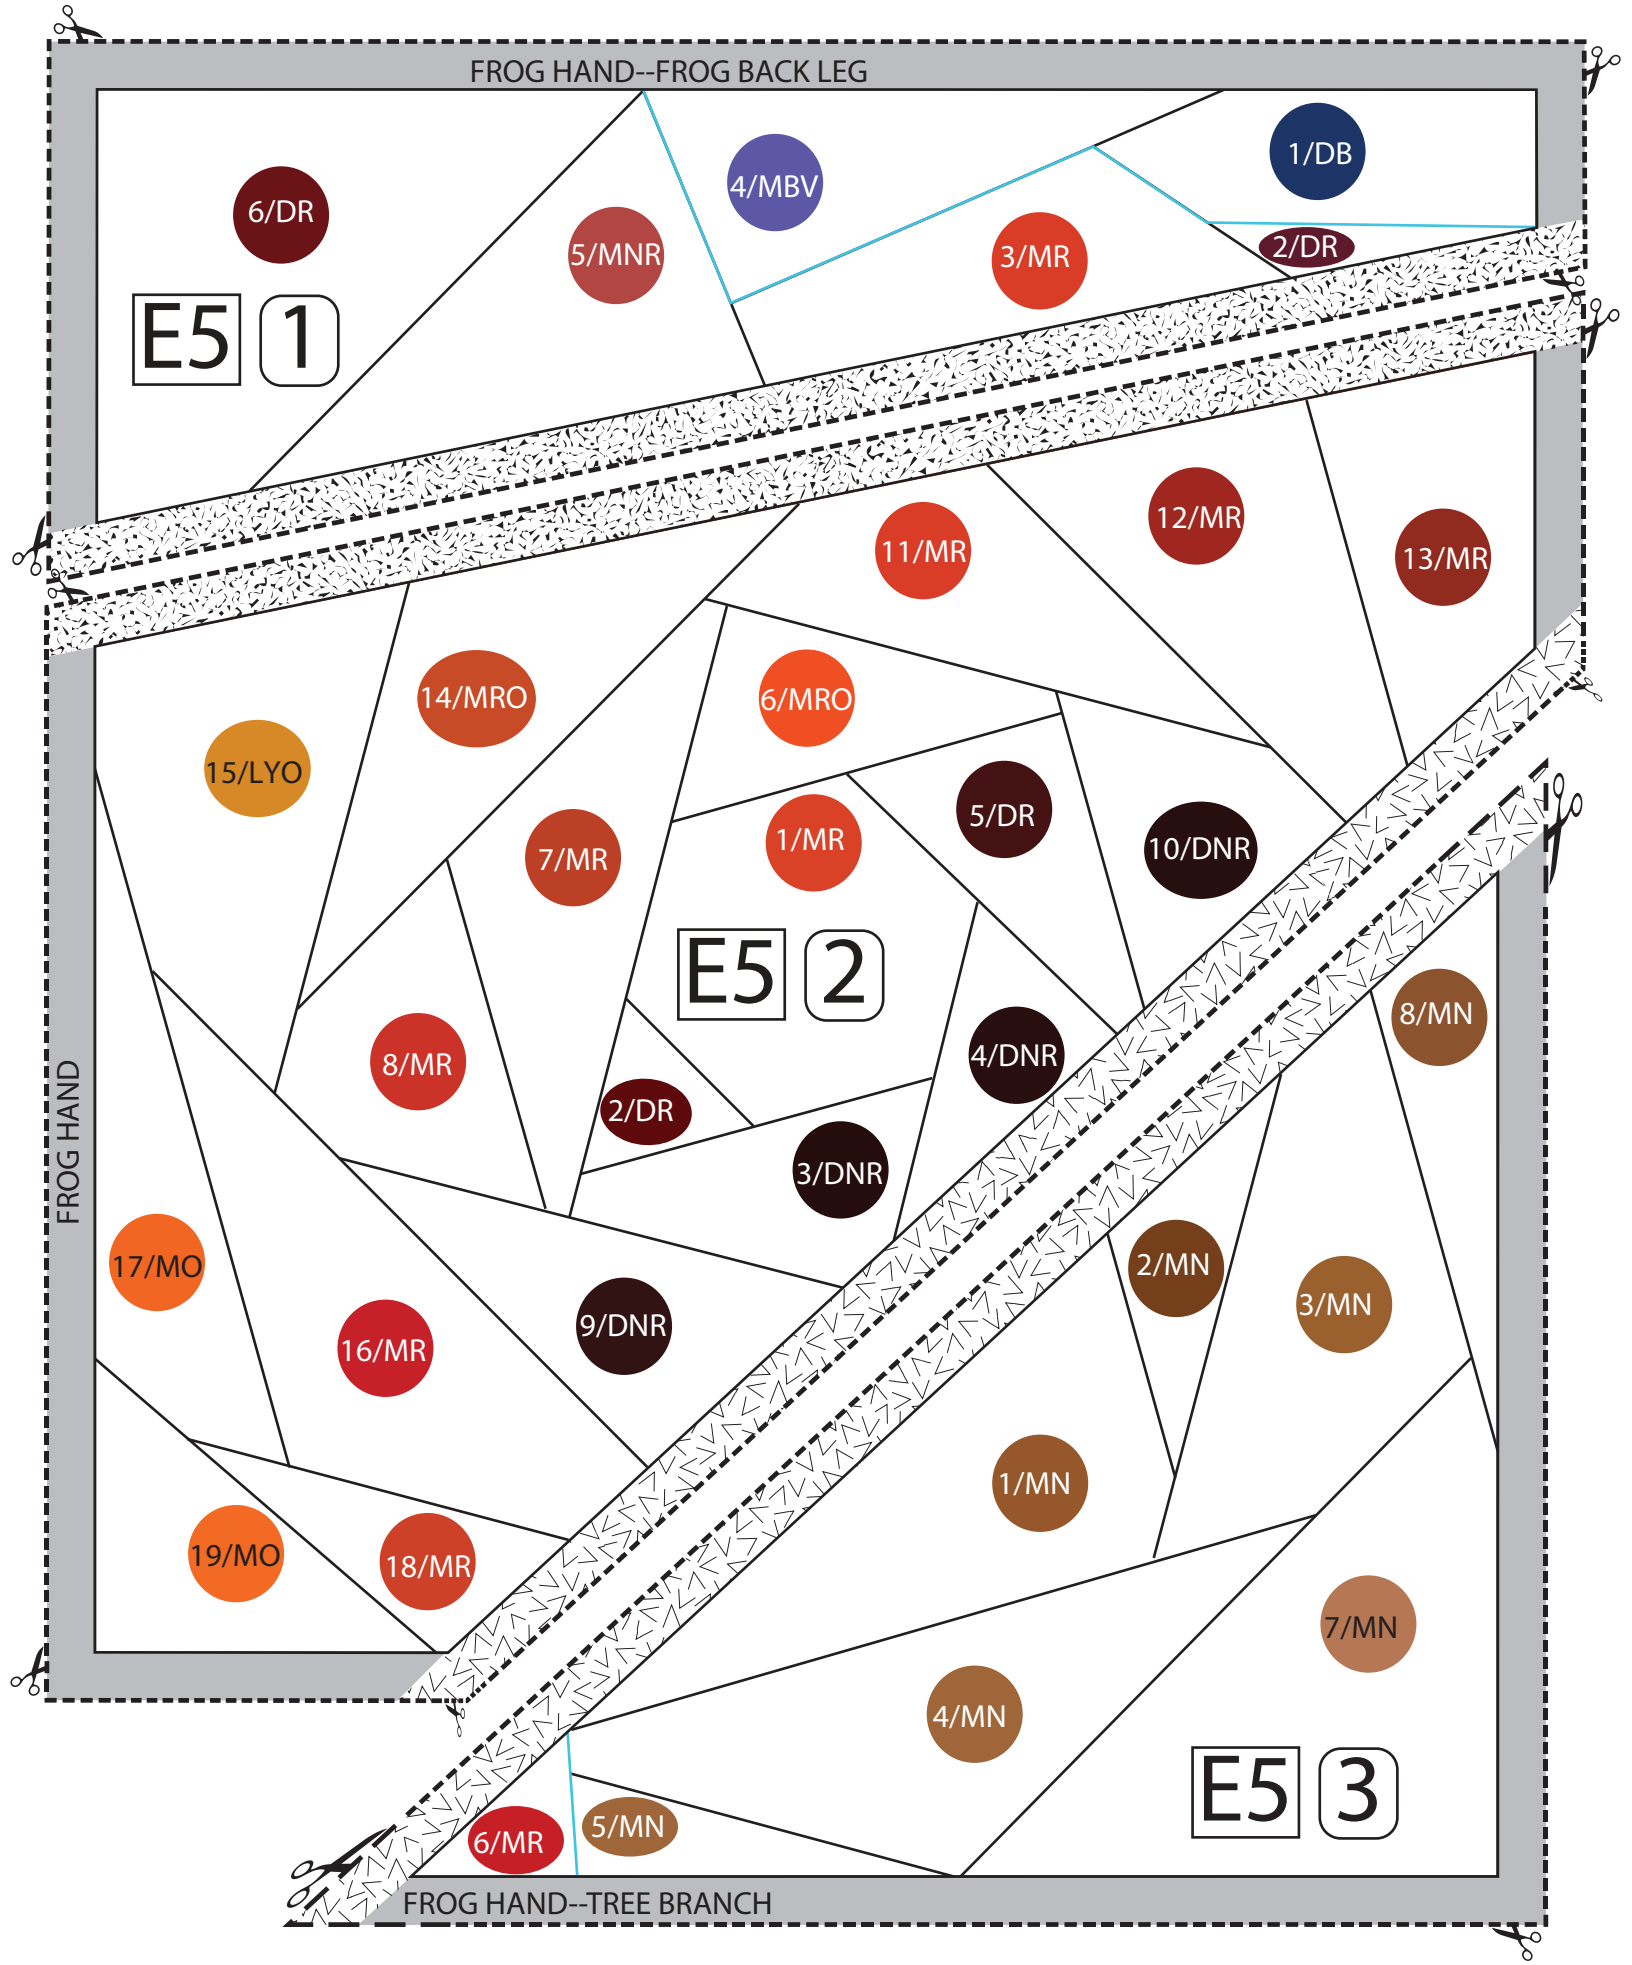 FROG HAND--FROG BACK LEG
1/DB
4/MBV
6/DR
2/DR
5/MNR
3/MR
E5 1
12/MR
11/MR
13/MR
14/MRO
6/MRO
15/LYO
5/DR
1/MR
10/DNR
7/MR
E5 2
8/MN
4/DNR
8/MR
2/DR
FROG HAND
3/DNR
2/MN
17/MO
3/MN
9/DNR
16/MR
1/MN
19/MO
18/MR
7/MN
4/MN
E5 3
5/MN
6/MR
FROG HAND--TREE BRANCH